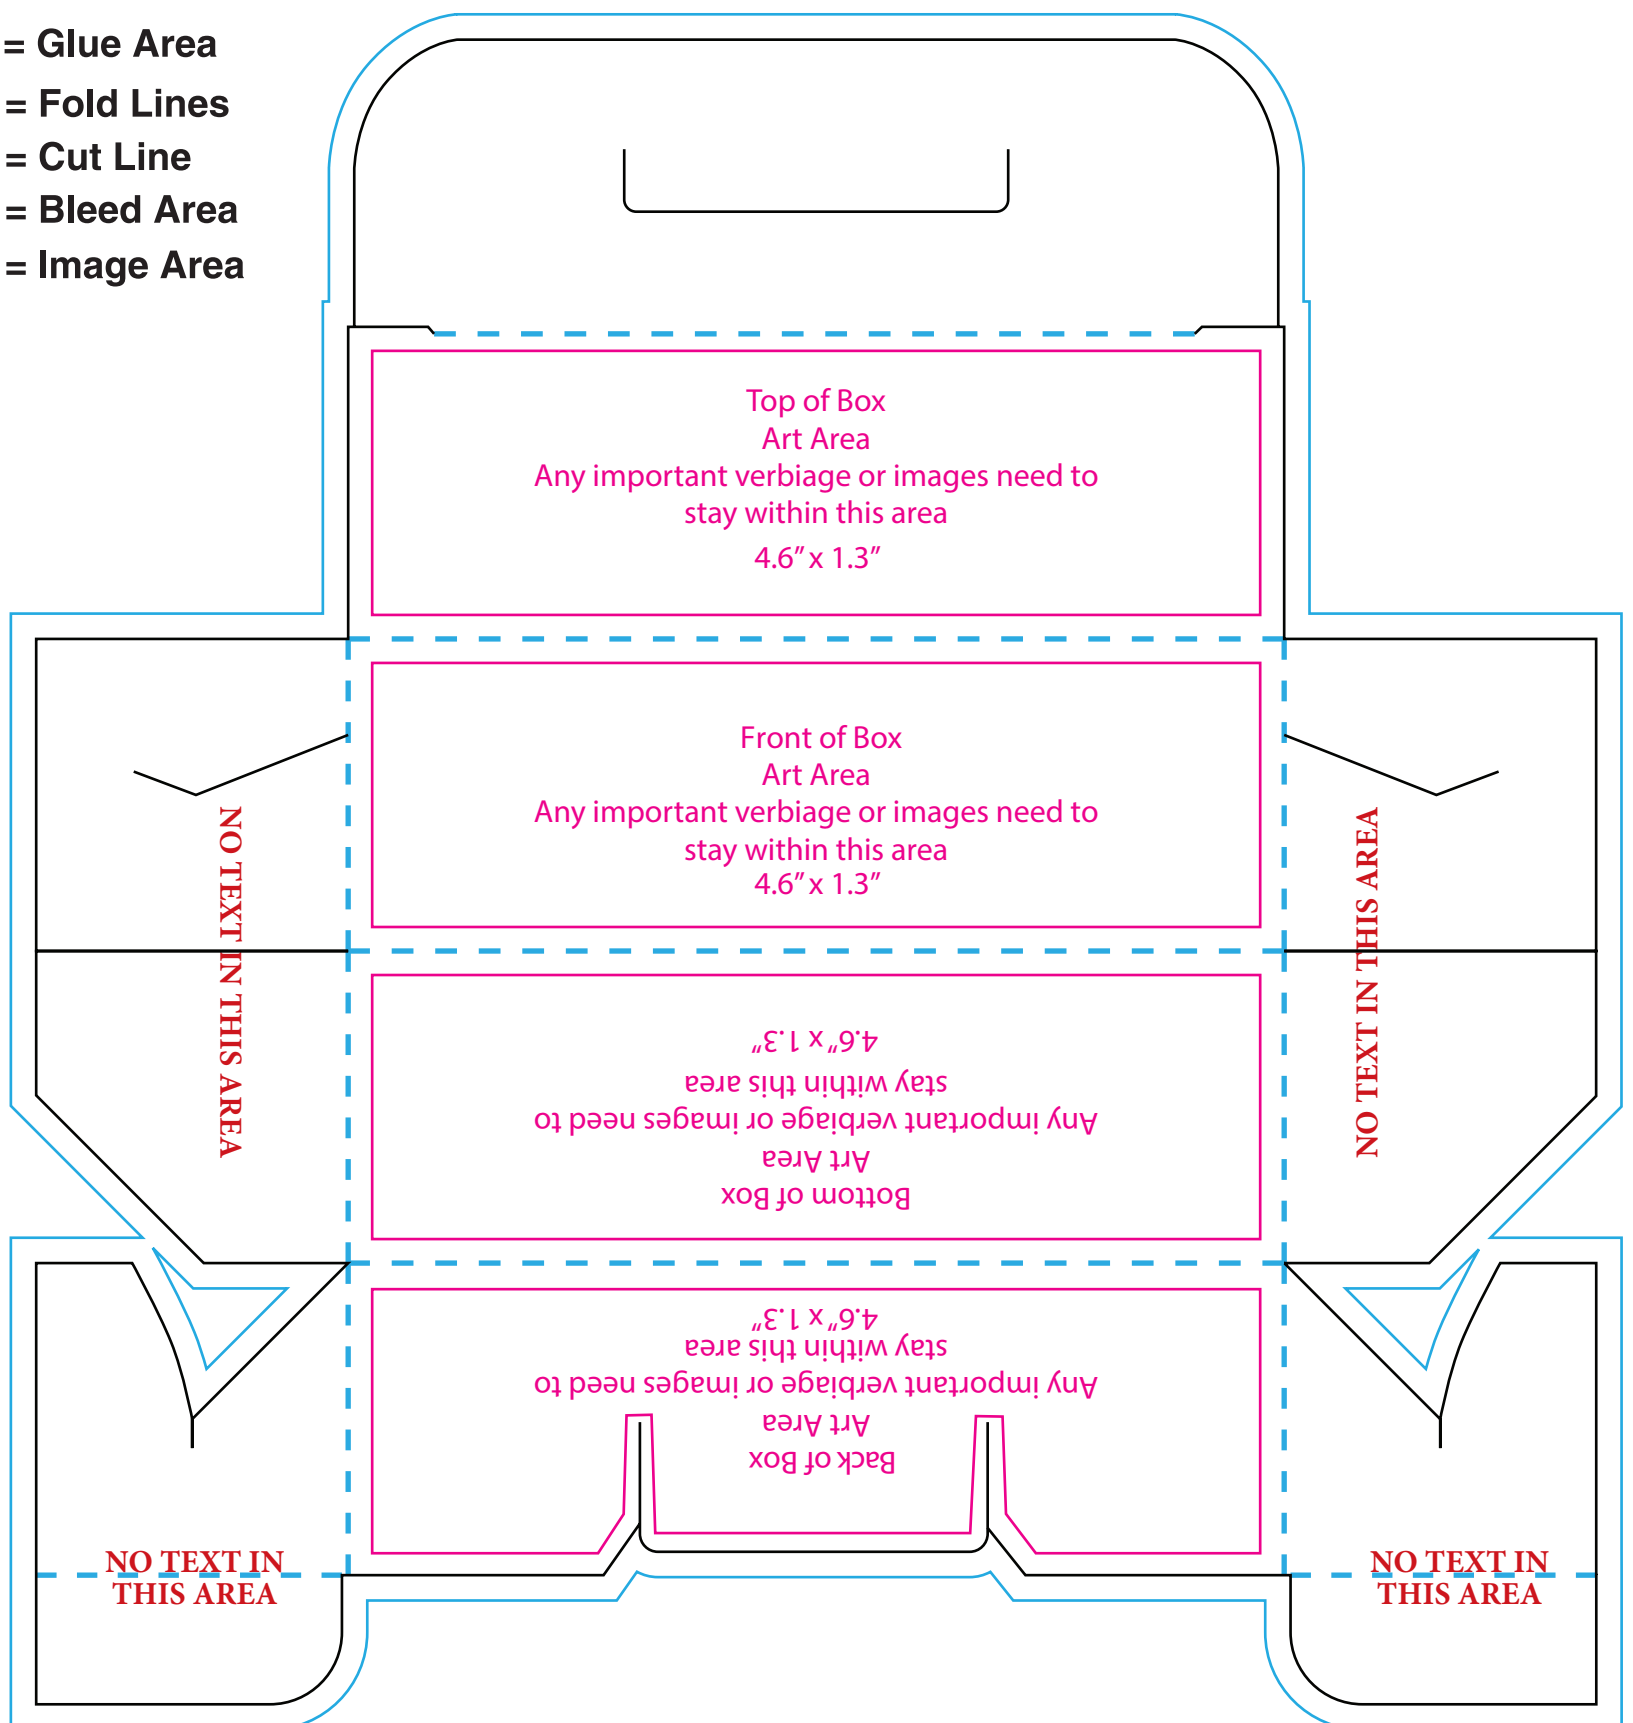 = Glue Area
= Fold Lines
= Cut Line
= Bleed Area
= Image Area
Top of Box
Art Area
Any important verbiage or images need to
stay within this area
4.6” x 1.3”
Front of Box
Art Area
Any important verbiage or images need to
stay within this area
4.6” x 1.3”
NO TEXT IN THIS AREA
NO TEXT IN THIS AREA
Bottom of Box
Art Area
Any important verbiage or images need to
stay within this area
4.6” x 1.3”
Back of Box
Art Area
Any important verbiage or images need to
stay within this area
4.6” x 1.3”
NO TEXT IN
THIS AREA
NO TEXT IN
THIS AREA